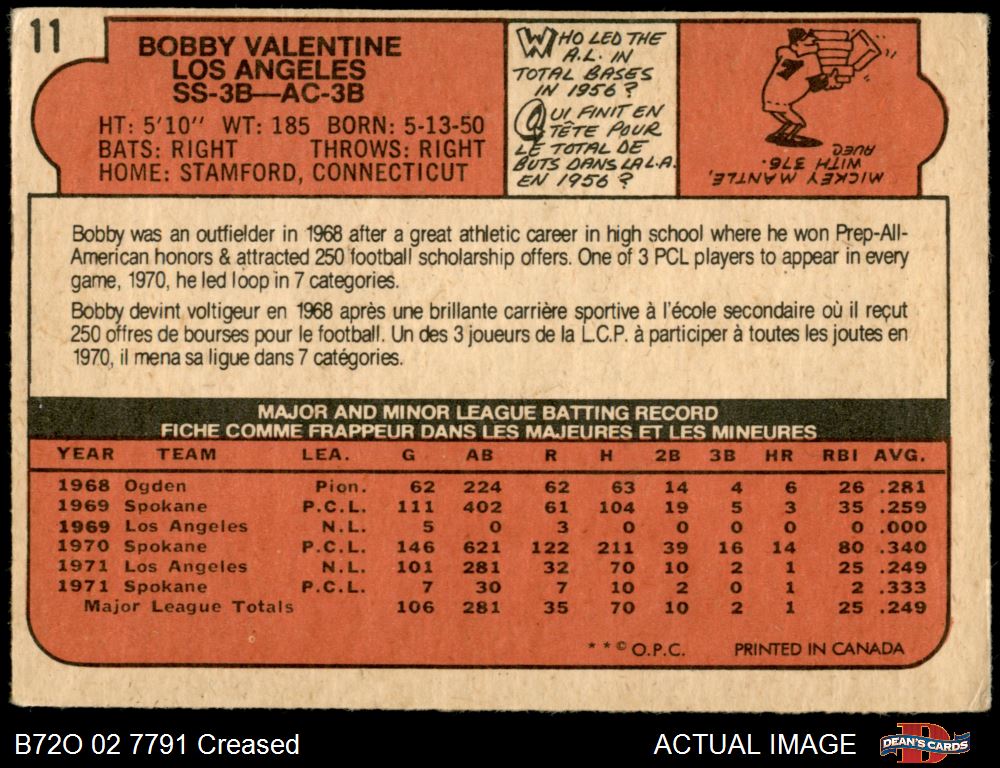 11
BOBBY VALENTINE
LOS ANGELES
SS-3B—AC-3B
HT: 5'10" WT: 185 BORN: 5-13-50
BATS: RIGHT THROWS: RIGHT
HOME: STAMFORD, CONNECTICUT
WHO LED THE
A.L. IN
TOTAL BASES
IN 1956?
QUI FINIT EN
TÊTE POUR
LE TOTAL DE
BUTS DANS LA L.A.
EN 1956?
MICKEY MANTLE,
WITH 376.
AVEC
Bobby was an outfielder in 1968 after a great athletic career in high school where he won Prep-All-
American honors & attracted 250 football scholarship offers. One of 3 PCL players to appear in every
game, 1970, he led loop in 7 categories.
Bobby devint voltigeur en 1968 après une brillante carrière sportive à l'école secondaire où il reçut
250 offres de bourses pour le football. Un des 3 joueurs de la L.C.P. à participer à toutes les joutes en
1970, il mena sa ligue dans 7 catégories.
MAJOR AND MINOR LEAGUE BATTING RECORD
FICHE COMME FRAPPEUR DANS LES MAJEURES ET LES MINEURES
YEAR TEAM LEA. G AB R H 2B 3B HR RBI AVG.
1968 Ogden Pion. 62 224 62 63 14 4 6 26 .281
1969 Spokane P.C.L. 111 402 61 104 19 5 3 35 .259
1969 Los Angeles N.L. 5 0 3 0 0 0 0 0 .000
1970 Spokane P.C.L. 146 621 122 211 39 16 14 80 .340
1971 Los Angeles N.L. 101 281 32 70 10 2 1 25 .249
1971 Spokane P.C.L. 7 30 7 10 2 0 1 2 .333
Major League Totals 106 281 35 70 10 2 1 25 .249
**© O.P.C. PRINTED IN CANADA
B72O 02 7791 Creased
ACTUAL IMAGE
DEAN'S CARDS